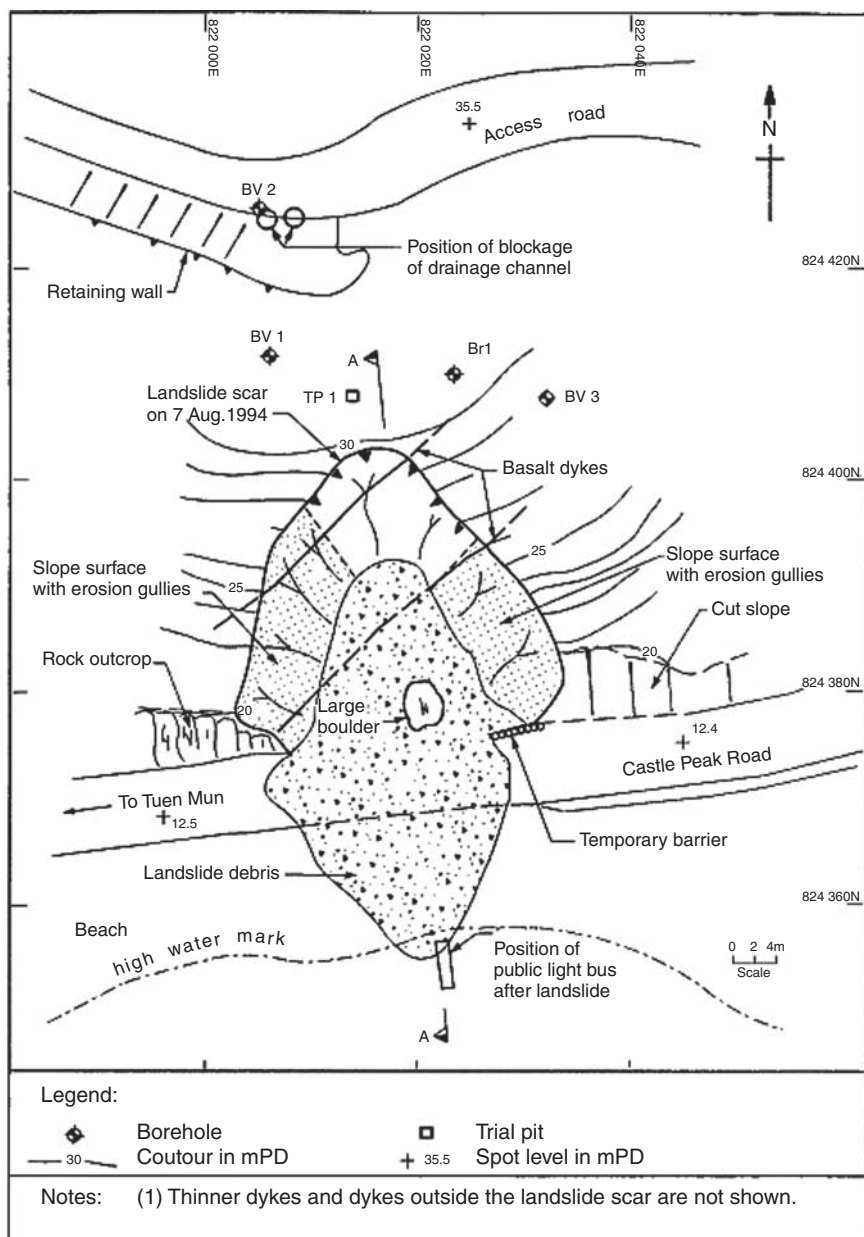 822 000E
822 020E
822 040E
35.5
Access road
N
BV 2
Position of blockage
of drainage channel
824 420N
Retaining wall
BV 1
A
Br1
Landslide scar
on 7 Aug.1994
TP 1
BV 3
30
Basalt dykes
824 400N
Slope surface
with erosion gullies
25
25
Slope surface
with erosion gullies
Cut slope
Rock outcrop
20
20
824 380N
Large
boulder
12.4
Castle Peak Road
To Tuen Mun
12.5
Temporary barrier
Landslide debris
824 360N
Beach
high water mark
Position of
public light bus
after landslide
0 2 4m
Scale
A
Legend:
Borehole
Trial pit
30 Coutour in mPD
35.5 Spot level in mPD
Notes: (1) Thinner dykes and dykes outside the landslide scar are not shown.